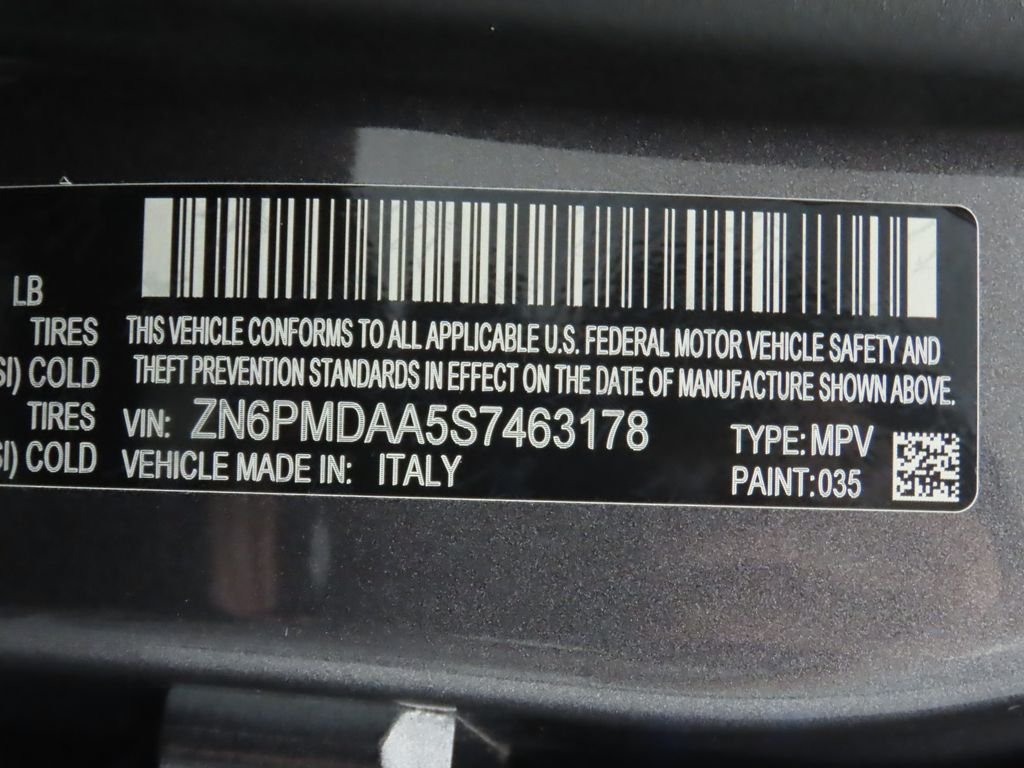 LB
TIRES
SI) COLD
TIRES
SI) COLD
THIS VEHICLE CONFORMS TO ALL APPLICABLE U.S. FEDERAL MOTOR VEHICLE SAFETY AND
THEFT PREVENTION STANDARDS IN EFFECT ON THE DATE OF MANUFACTURE SHOWN ABOVE.
VIN: ZN6PMDAA5S7463178
VEHICLE MADE IN: ITALY
TYPE: MPV
PAINT: 035